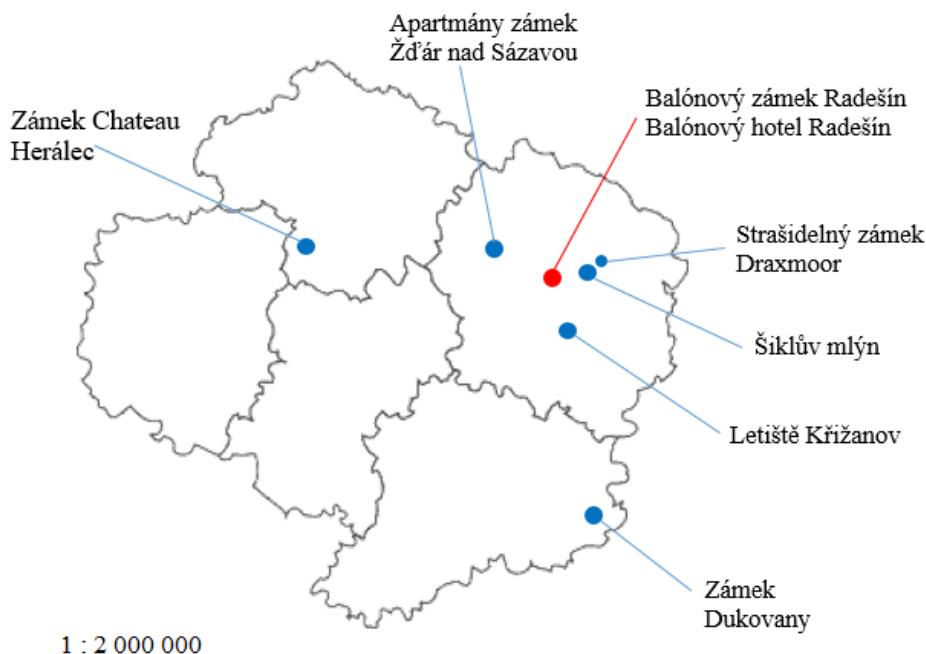 Apartmány zámek
Žďár nad Sázavou
Balónový zámek Radešín
Balónový hotel Radešín
Zámek Chateau
Herálec
Strašidelný zámek
Draxmoor
Šiklův mlýn
Letiště Křižanov
Zámek
Dukovany
1 : 2 000 000